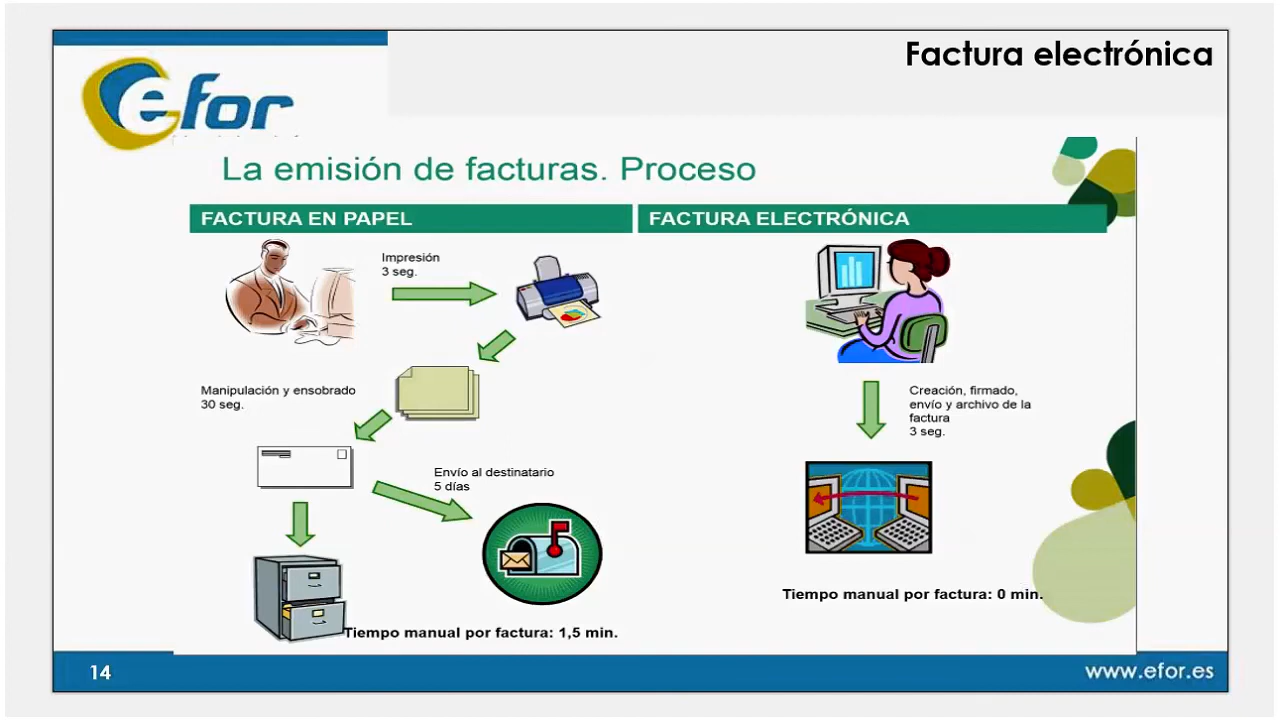 Factura electrónica
efor
La emisión de facturas. Proceso
FACTURA EN PAPEL
FACTURA ELECTRÓNICA
Impresión
3 seg.
Manipulación y ensobrado
30 seg.
Creación, firmado,
envío y archivo de la
factura
3 seg.
Envío al destinatario
5 días
Tiempo manual por factura: 0 min.
Tiempo manual por factura: 1,5 min.
14
www.efor.es